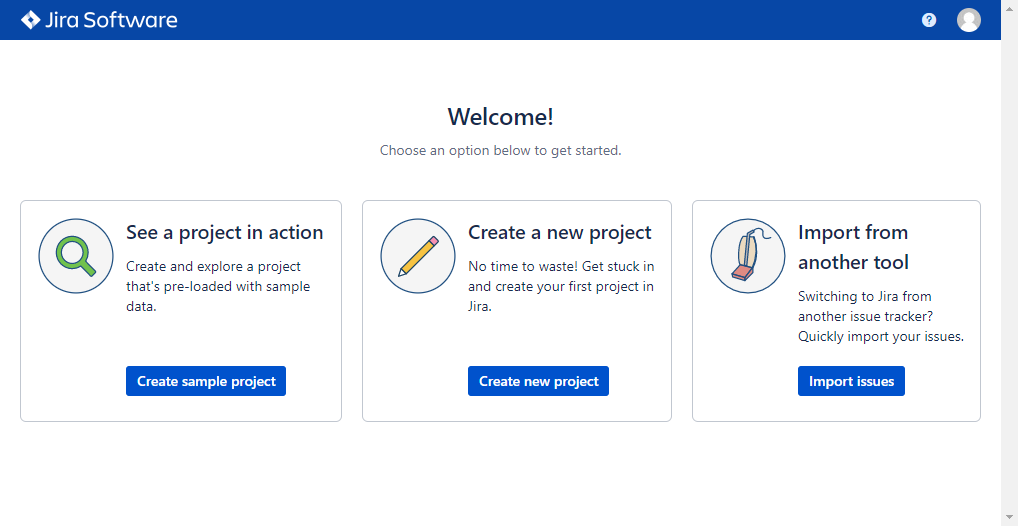 Jira Software
?
Welcome!
Choose an option below to get started.
See a project in action
Create and explore a project
that's pre-loaded with sample
data.
Create sample project
Create a new project
No time to waste! Get stuck in
and create your first project in
Jira.
Create new project
Import from
another tool
Switching to Jira from
another issue tracker?
Quickly import your issues.
Import issues